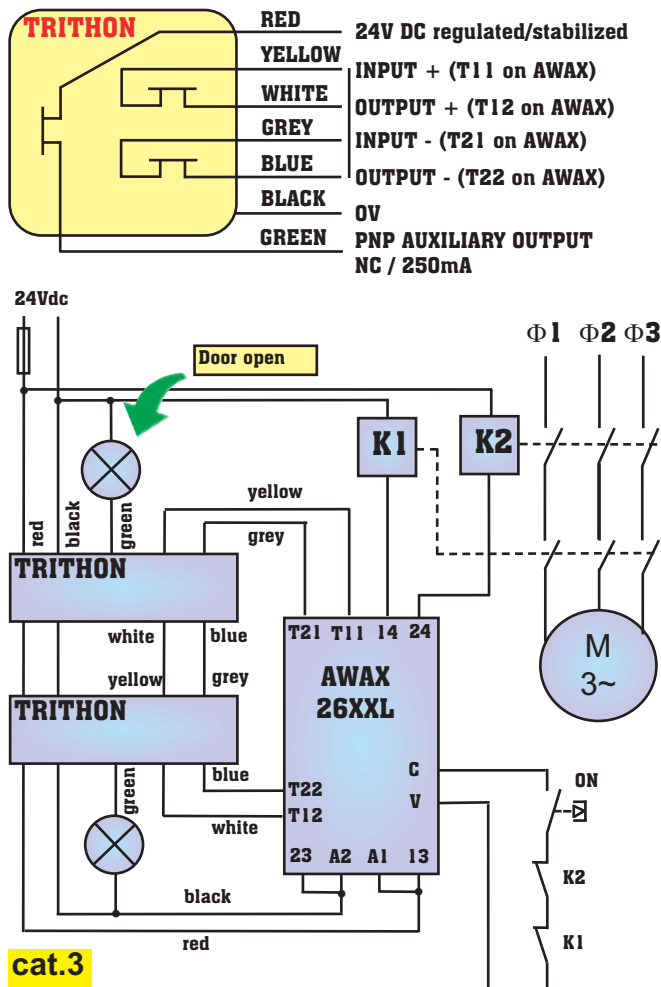 TRITHON
RED
24V DC regulated/stabilized
YELLOW
INPUT + (T11 on AWAX)
WHITE
OUTPUT + (T12 on AWAX)
GREY
INPUT - (T21 on AWAX)
BLUE
OUTPUT - (T22 on AWAX)
BLACK
0V
GREEN
PNP AUXILIARY OUTPUT
NC / 250mA
24Vdc
Φ1 Φ2 Φ3
Door open
K1
K2
yellow
grey
red
black
green
TRITHON
white
blue
T21 T11 14 24
yellow
grey
AWAX
26XXL
M
3~
TRITHON
green
blue
white
T22
T12
C
V
ON
23 A2 A1 13
K2
black
red
K1
cat.3